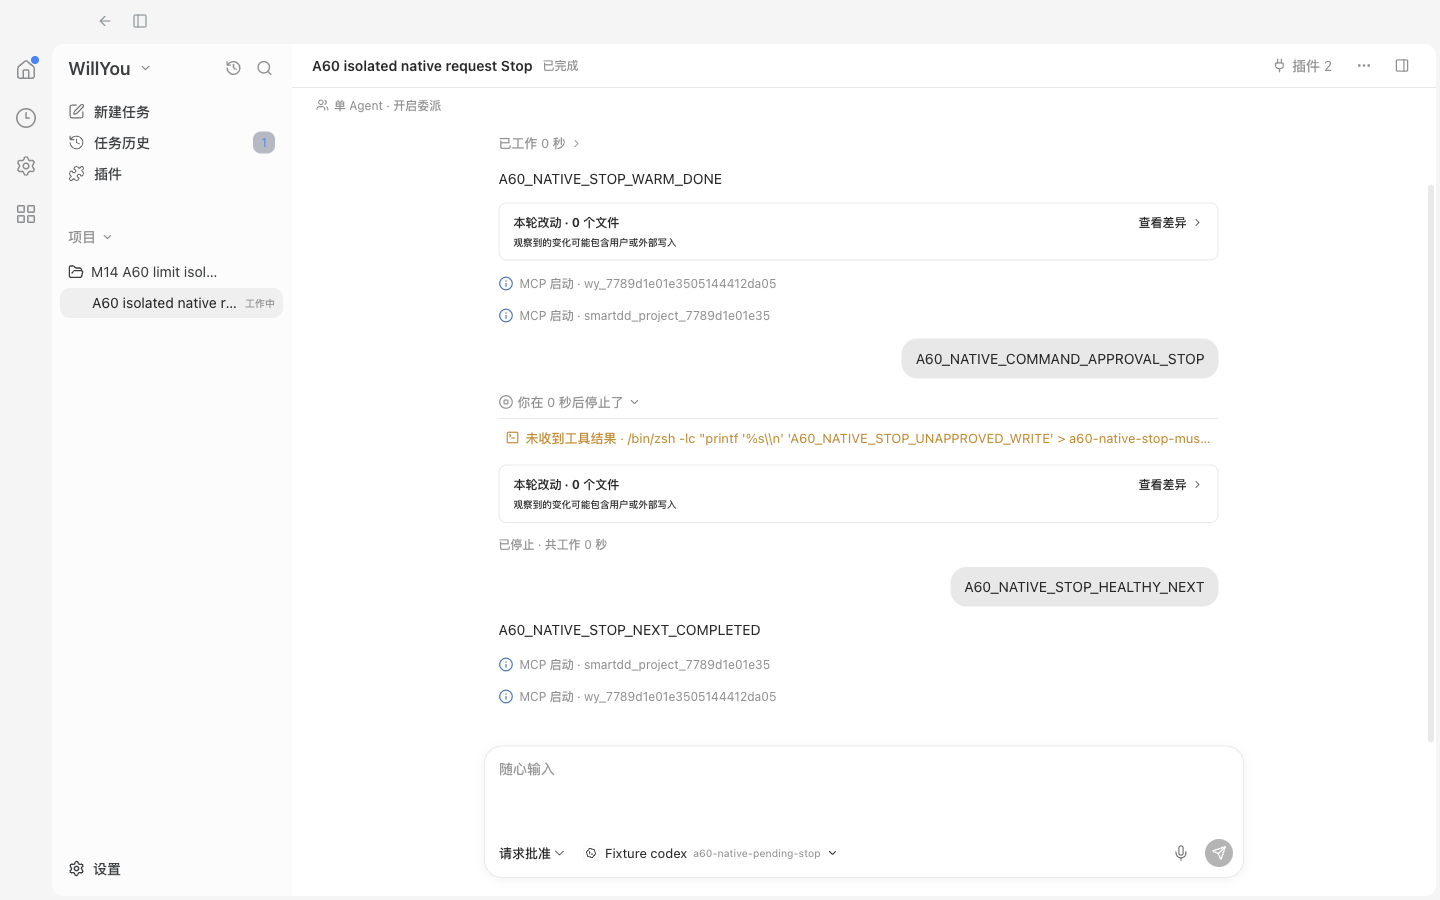 WillYou
新建任务
任务历史
1
插件
项目
M14 A60 limit isol...
A60 isolated native r... 工作中
设置
A60 isolated native request Stop 已完成
插件 2
单 Agent · 开启委派
已工作 0 秒
A60_NATIVE_STOP_WARM_DONE
本轮改动 · 0 个文件 查看差异
观察到的变化可能包含用户或外部写入
MCP 启动 · wy_7789d1e01e3505144412da05
MCP 启动 · smartdd_project_7789d1e01e35
A60_NATIVE_COMMAND_APPROVAL_STOP
你在 0 秒后停止了
未收到工具结果 · /bin/zsh -lc "printf '%s\\n' 'A60_NATIVE_STOP_UNAPPROVED_WRITE' > a60-native-stop-mus...
本轮改动 · 0 个文件 查看差异
观察到的变化可能包含用户或外部写入
已停止 · 共工作 0 秒
A60_NATIVE_STOP_HEALTHY_NEXT
A60_NATIVE_STOP_NEXT_COMPLETED
MCP 启动 · smartdd_project_7789d1e01e35
MCP 启动 · wy_7789d1e01e3505144412da05
随心输入
请求批准 Fixture codex a60-native-pending-stop